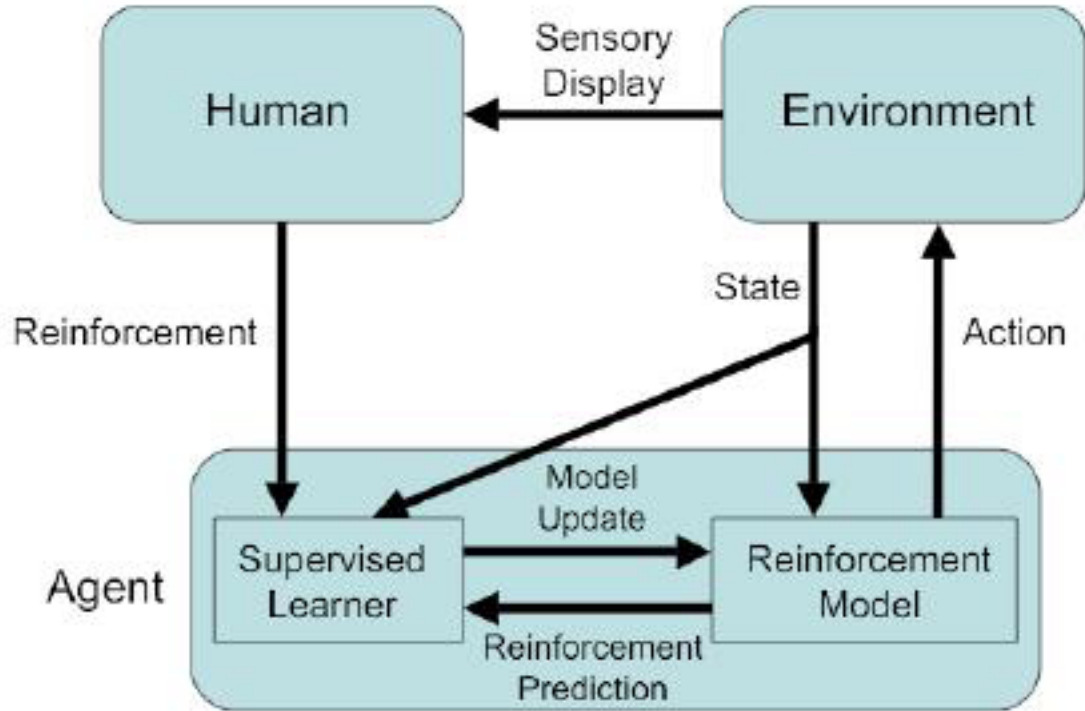 Human
Sensory
Display
Environment
Reinforcement
State
Action
Agent
Model
Update
Supervised
Learner
Reinforcement
Model
Reinforcement
Prediction